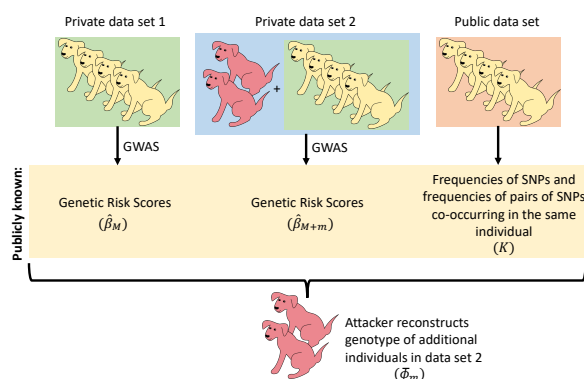 Private data set 1
Private data set 2
Public data set
+
GWAS
GWAS
Publicly known:
Genetic Risk Scores
(β̂_M)
Genetic Risk Scores
(β̂_{M+m})
Frequencies of SNPs and
frequencies of pairs of SNPs
co-occurring in the same
individual
(K)
Attacker reconstructs
genotype of additional
individuals in data set 2
(Φ̄_m)